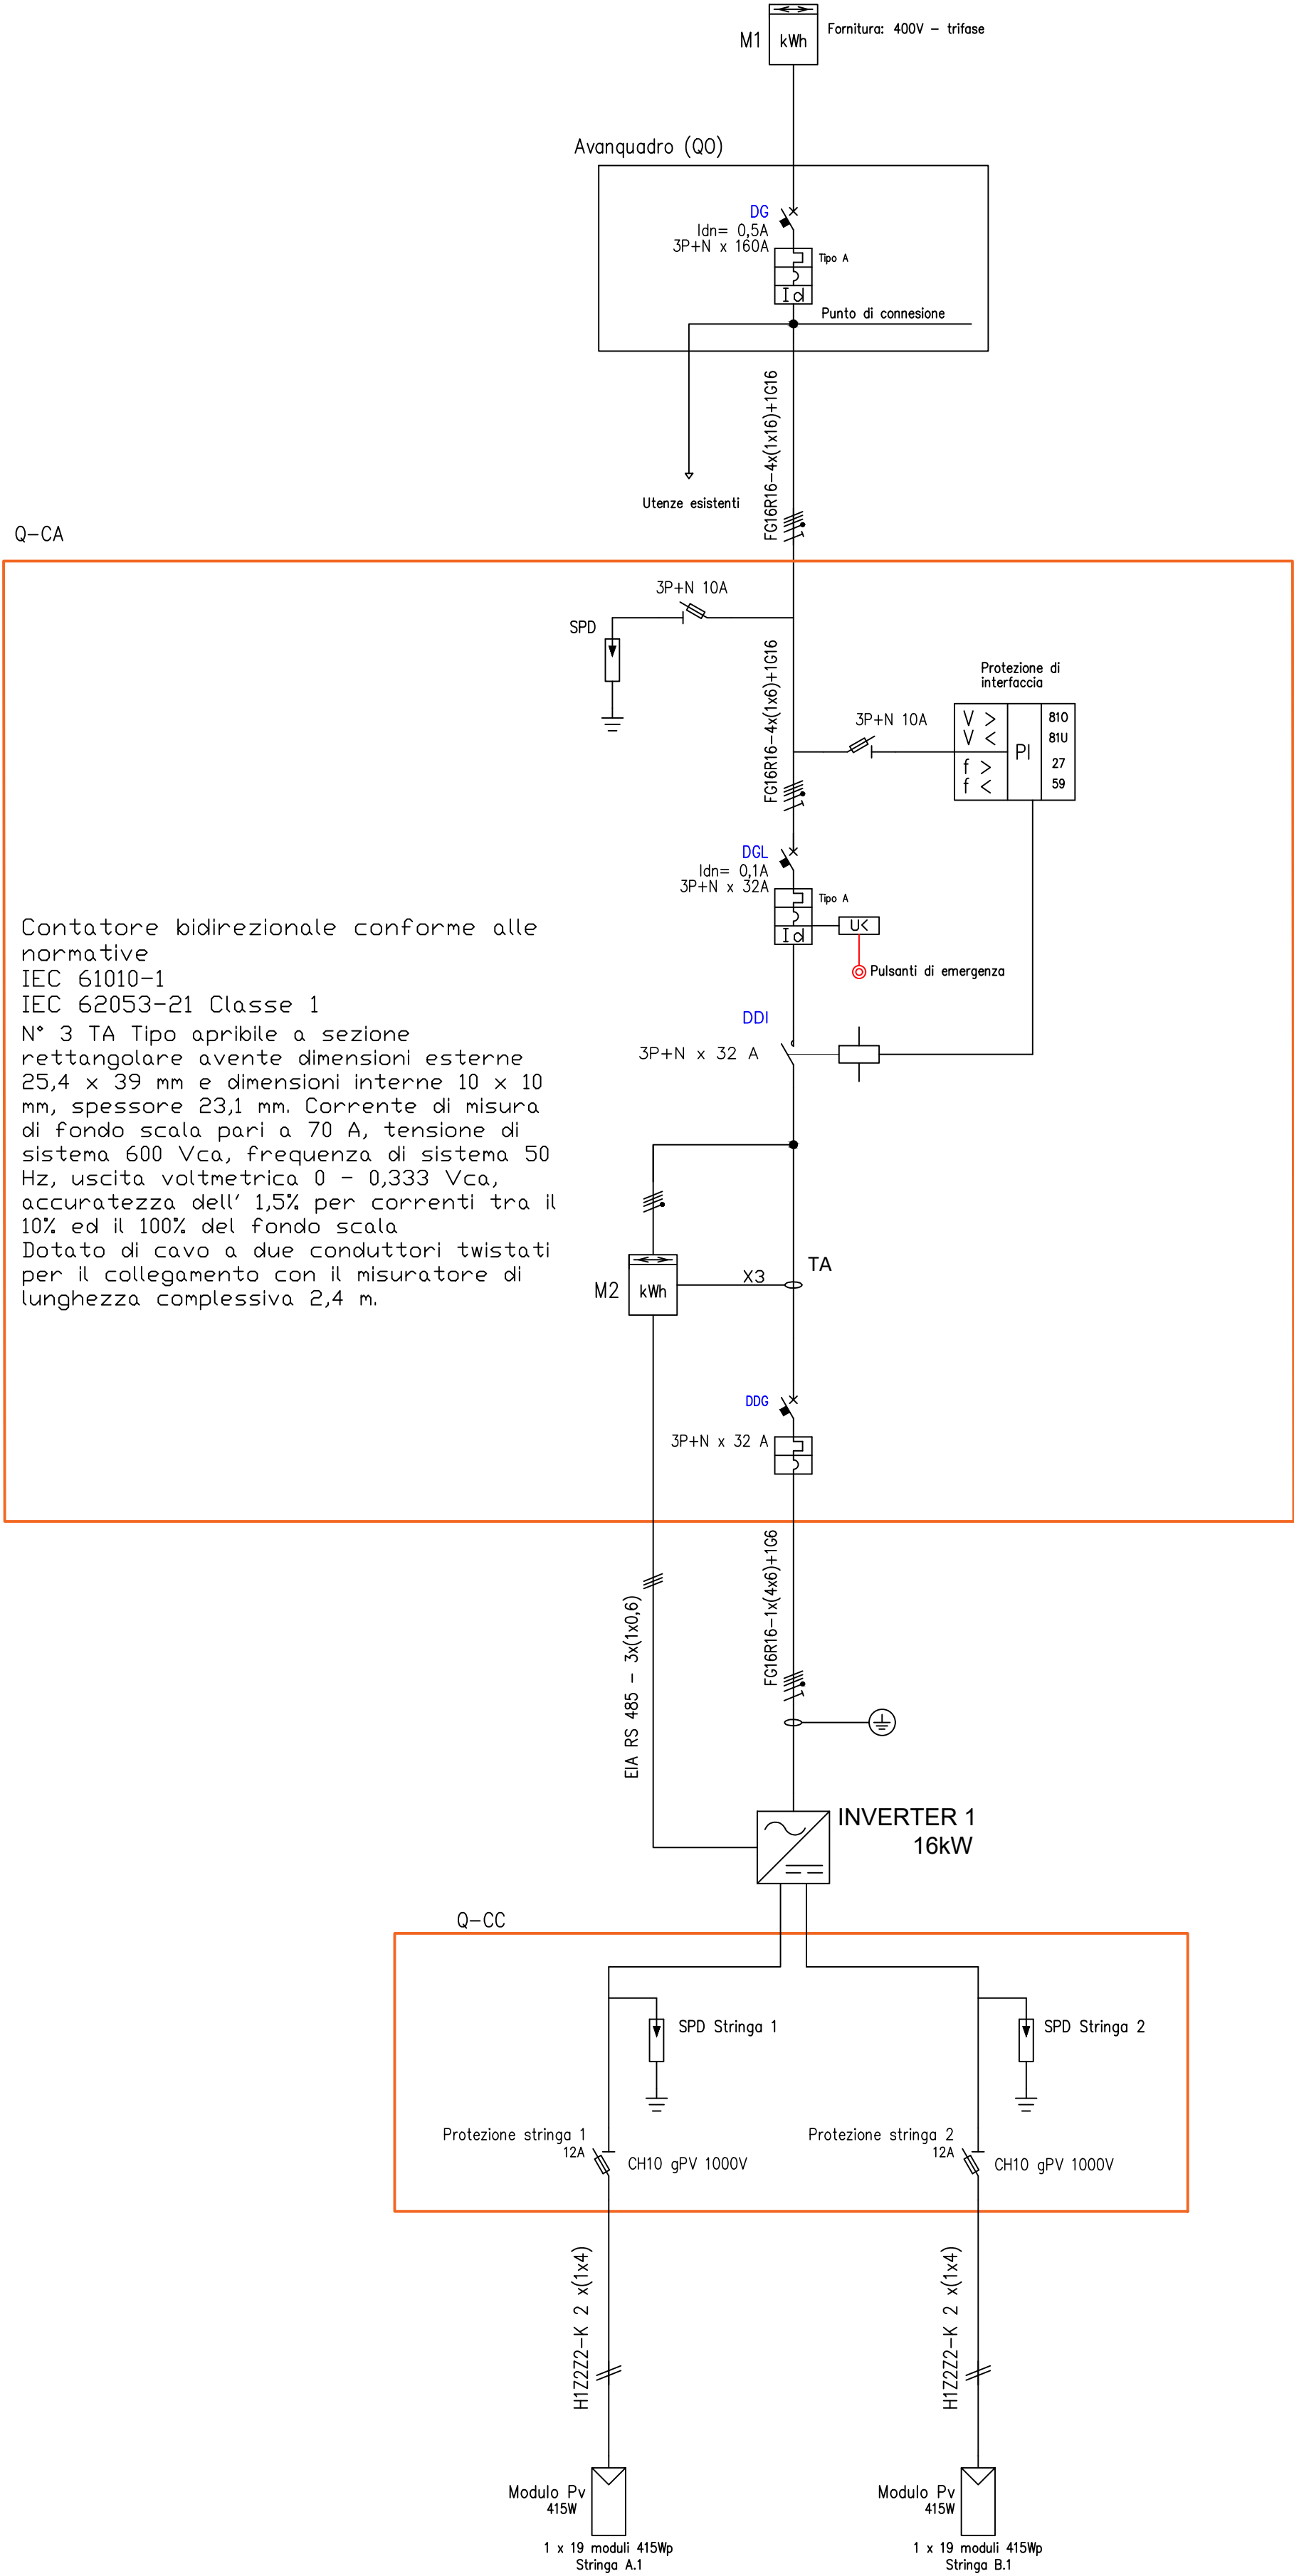 M1
kWh
Fornitura: 400V – trifase
Avanquadro (QO)
DG
Idn= 0,5A
3P+N x 160A
Tipo A
Id
Punto di connesione
FG16R16-4x(1x16)+1G16
Utenze esistenti
Q-CA
3P+N 10A
SPD
FG16R16-4x(1x6)+1G16
Protezione di
interfaccia
3P+N 10A
V >
V <
f >
f <
PI
81O
81U
27
59
DGL
Idn= 0,1A
3P+N x 32A
Tipo A
Id
U<
Pulsanti di emergenza
DDI
3P+N x 32 A
Contatore bidirezionale conforme alle
normative
IEC 61010-1
IEC 62053-21 Classe 1
N° 3 TA Tipo apribile a sezione
rettangolare avente dimensioni esterne
25,4 x 39 mm e dimensioni interne 10 x 10
mm, spessore 23,1 mm. Corrente di misura
di fondo scala pari a 70 A, tensione di
sistema 600 Vca, frequenza di sistema 50
Hz, uscita voltmetrica 0 - 0,333 Vca,
accuratezza dell' 1,5% per correnti tra il
10% ed il 100% del fondo scala
Dotato di cavo a due conduttori twistati
per il collegamento con il misuratore di
lunghezza complessiva 2,4 m.
M2
kWh
X3
TA
DDG
3P+N x 32 A
EIA RS 485 – 3x(1x0,6)
FG16R16-1x(4x6)+1G6
INVERTER 1
16kW
Q-CC
SPD Stringa 1
SPD Stringa 2
Protezione stringa 1
12A
CH10 gPV 1000V
Protezione stringa 2
12A
CH10 gPV 1000V
H1Z2Z2-K 2 x(1x4)
H1Z2Z2-K 2 x(1x4)
Modulo Pv
415W
1 x 19 moduli 415Wp
Stringa A.1
Modulo Pv
415W
1 x 19 moduli 415Wp
Stringa B.1